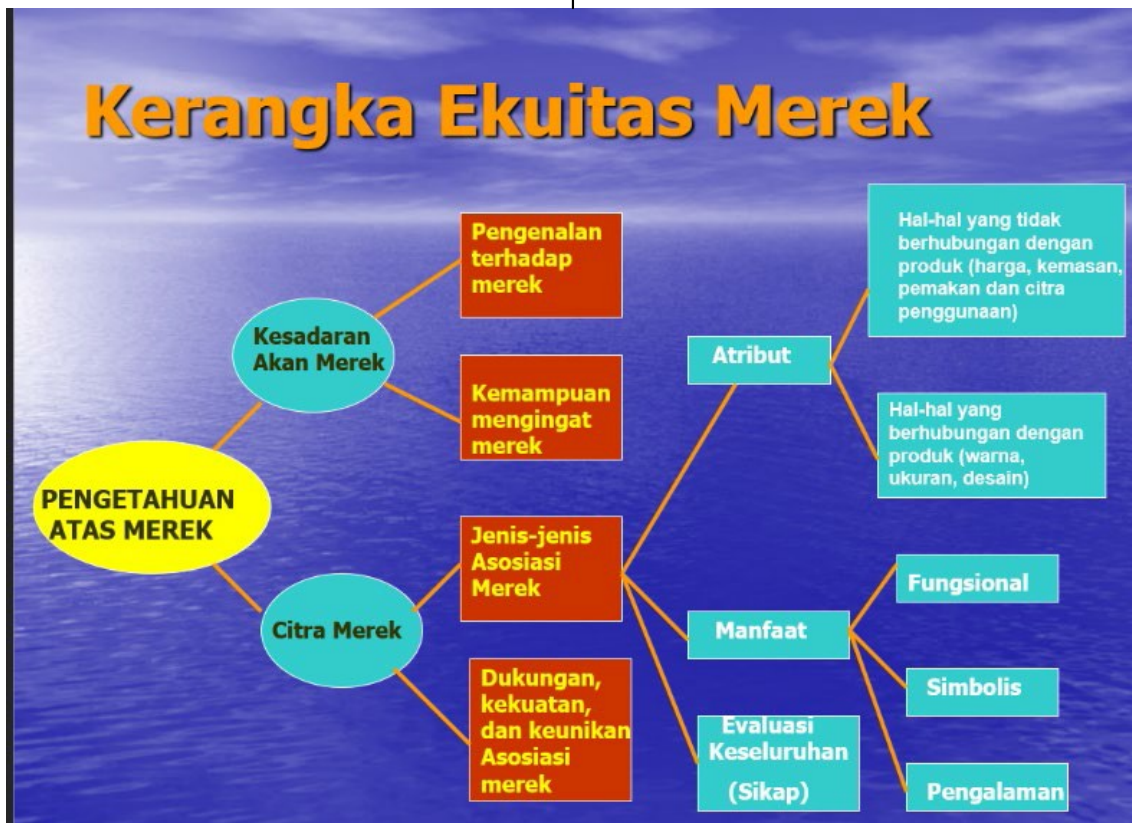 Kerangka Ekuitas Merek
Pengenalan
terhadap
merek
Kesadaran
Akan Merek
Kemampuan
mengingat
merek
PENGETAHUAN
ATAS MEREK
Jenis-jenis
Asosiasi
Merek
Citra Merek
Dukungan,
kekuatan,
dan keunikan
Asosiasi
merek
Atribut
Hal-hal yang tidak
berhubungan dengan
produk (harga, kemasan,
pemakan dan citra
penggunaan)
Hal-hal yang
berhubungan dengan
produk (warna,
ukuran, desain)
Manfaat
Fungsional
Simbolis
Pengalaman
Evaluasi
Keseluruhan
(Sikap)